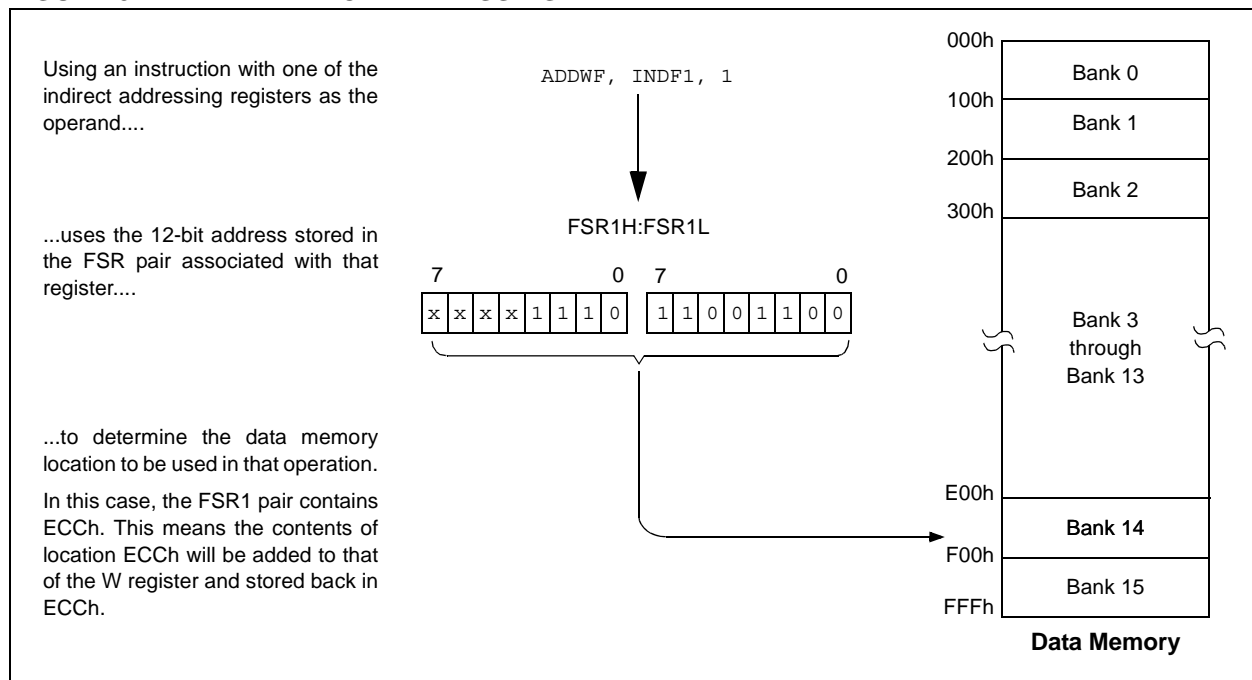 Using an instruction with one of the
indirect addressing registers as the
operand....
ADDWF, INDF1, 1
...uses the 12-bit address stored in
the FSR pair associated with that
register....
FSR1H:FSR1L
7 0 7 0
x x x x 1 1 1 0 1 1 0 0 1 1 0 0
...to determine the data memory
location to be used in that operation.
In this case, the FSR1 pair contains
ECCh. This means the contents of
location ECCh will be added to that
of the W register and stored back in
ECCh.
000h
Bank 0
100h
Bank 1
200h
Bank 2
300h
Bank 3
through
Bank 13
E00h
Bank 14
F00h
Bank 15
FFFh
Data Memory